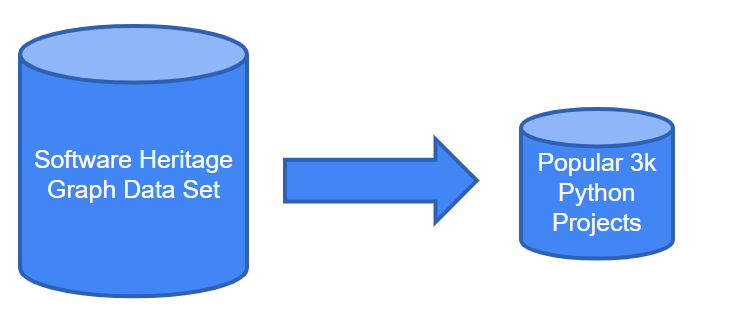 Software Heritage
Graph Data Set
Popular 3k
Python
Projects